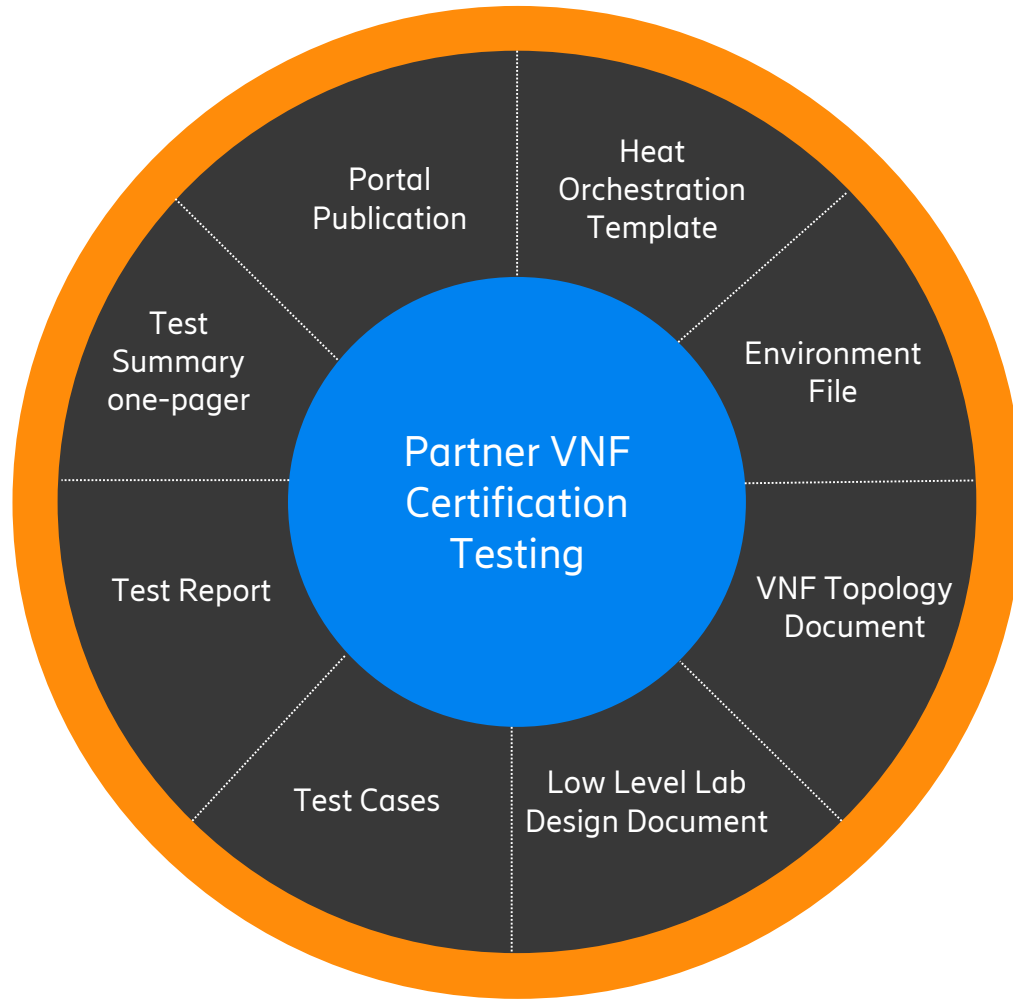 Heat
Orchestration
Template
Environment
File
VNF Topology
Document
Low Level Lab
Design Document
Test Cases
Test Report
Test
Summary
one-pager
Portal
Publication
Partner VNF
Certification
Testing